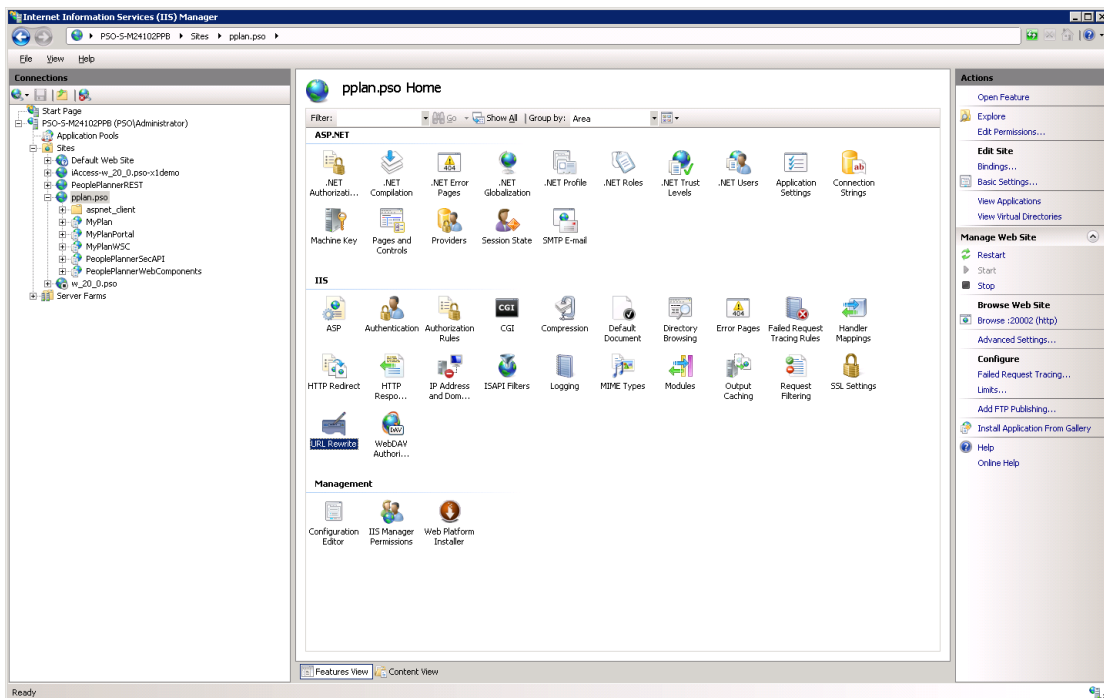 Internet Information Services (IIS) Manager
PSO-S-M24102PPB Sites pplan.pso
File View Help
Connections
Start Page
PSO-S-M24102PPB (PSO\Administrator)
Application Pools
Sites
Default Web Site
iAccess-w_20_0.pso-x1demo
PeoplePlannerREST
pplan.pso
aspnet_client
MyPlan
MyPlanPortal
MyPlanWSC
PeoplePlannerSecAPI
PeoplePlannerWebComponents
w_20_0.pso
Server Farms
pplan.pso Home
Filter: Go Show All Group by: Area
ASP.NET
.NET Authorizati...
.NET Compilation
.NET Error Pages
.NET Globalization
.NET Profile
.NET Roles
.NET Trust Levels
.NET Users
Application Settings
Connection Strings
Machine Key
Pages and Controls
Providers
Session State
SMTP E-mail
IIS
ASP
Authentication
Authorization Rules
CGI
Compression
Default Document
Directory Browsing
Error Pages
Failed Request Tracing Rules
Handler Mappings
HTTP Redirect
HTTP Respo...
IP Address and Dom...
ISAPI Filters
Logging
MIME Types
Modules
Output Caching
Request Filtering
SSL Settings
URL Rewrite
WebDAV Authori...
Management
Configuration Editor
IIS Manager Permissions
Web Platform Installer
Features View Content View
Actions
Open Feature
Explore
Edit Permissions...
Edit Site
Bindings...
Basic Settings...
View Applications
View Virtual Directories
Manage Web Site
Restart
Start
Stop
Browse Web Site
Browse :20002 (http)
Advanced Settings...
Configure
Failed Request Tracing...
Limits...
Add FTP Publishing...
Install Application From Gallery
Help
Online Help
Ready